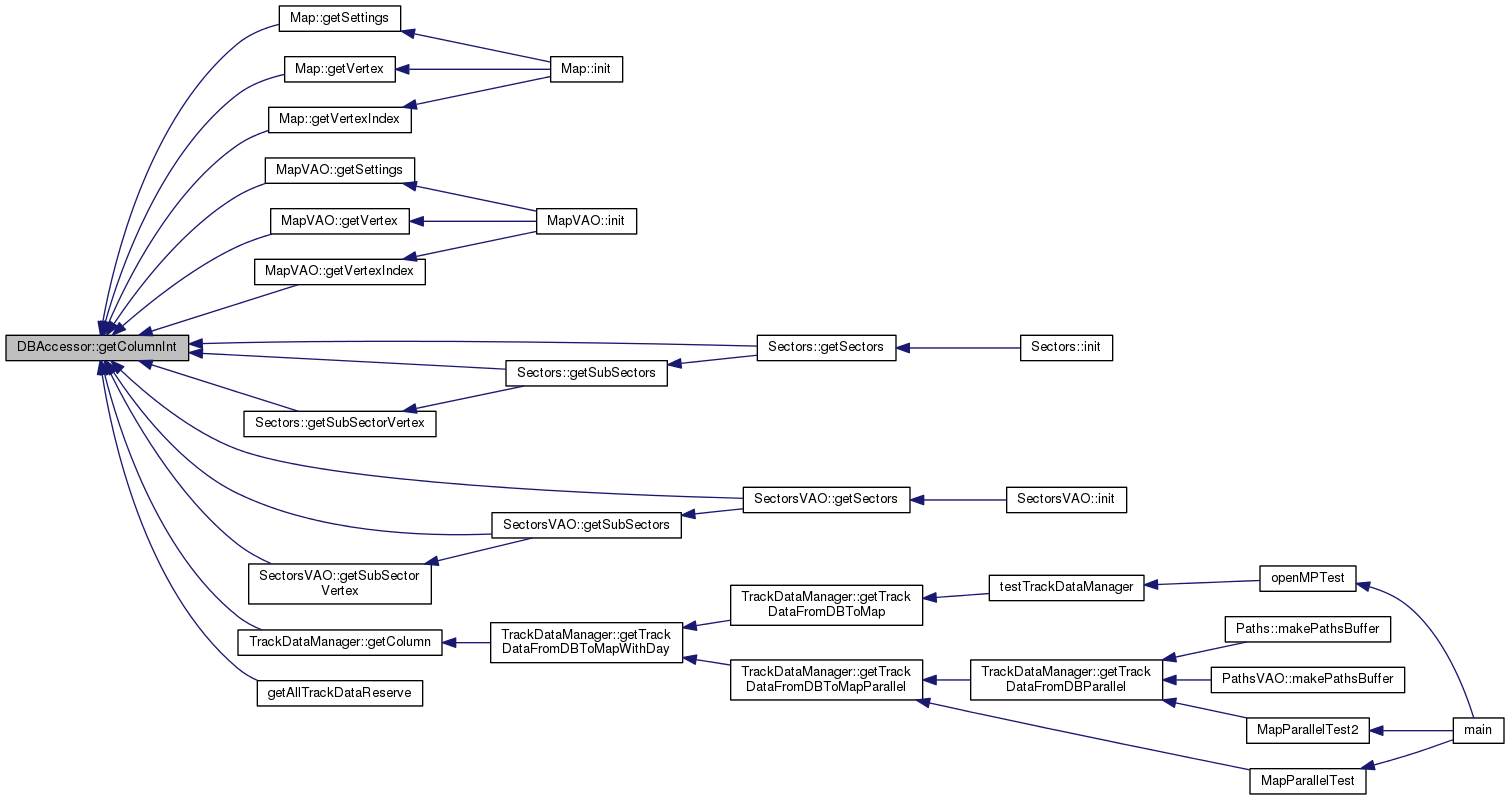 Map::getSettings
Map::getVertex
Map::init
Map::getVertexIndex
MapVAO::getSettings
MapVAO::getVertex
MapVAO::init
MapVAO::getVertexIndex
DBAccessor::getColumnInt
Sectors::getSectors
Sectors::init
Sectors::getSubSectors
Sectors::getSubSectorVertex
SectorsVAO::getSectors
SectorsVAO::init
SectorsVAO::getSubSectors
SectorsVAO::getSubSector
Vertex
TrackDataManager::getColumn
TrackDataManager::getTrack
DataFromDBToMapWithDay
TrackDataManager::getTrack
DataFromDBToMap
testTrackDataManager
openMPTest
TrackDataManager::getTrack
DataFromDBToMapParallel
TrackDataManager::getTrack
DataFromDBParallel
Paths::makePathsBuffer
PathsVAO::makePathsBuffer
MapParallelTest2
main
MapParallelTest
getAllTrackDataReserve